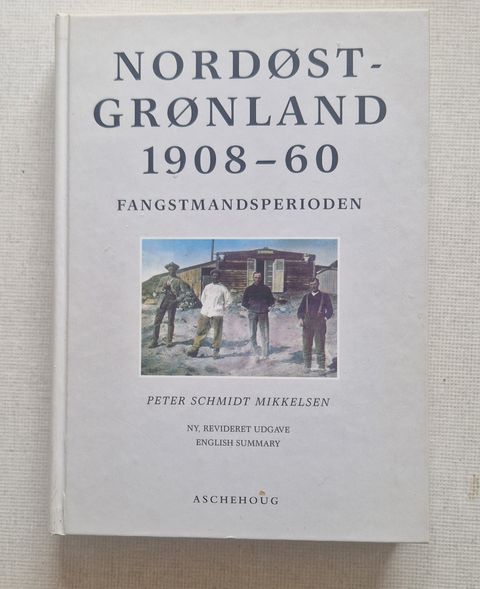 NORDØST-
GRØNLAND
1908–60
FANGSTMANDSPERIODEN
PETER SCHMIDT MIKKELSEN
NY, REVIDERET UDGAVE
ENGLISH SUMMARY
ASCHEHOUG